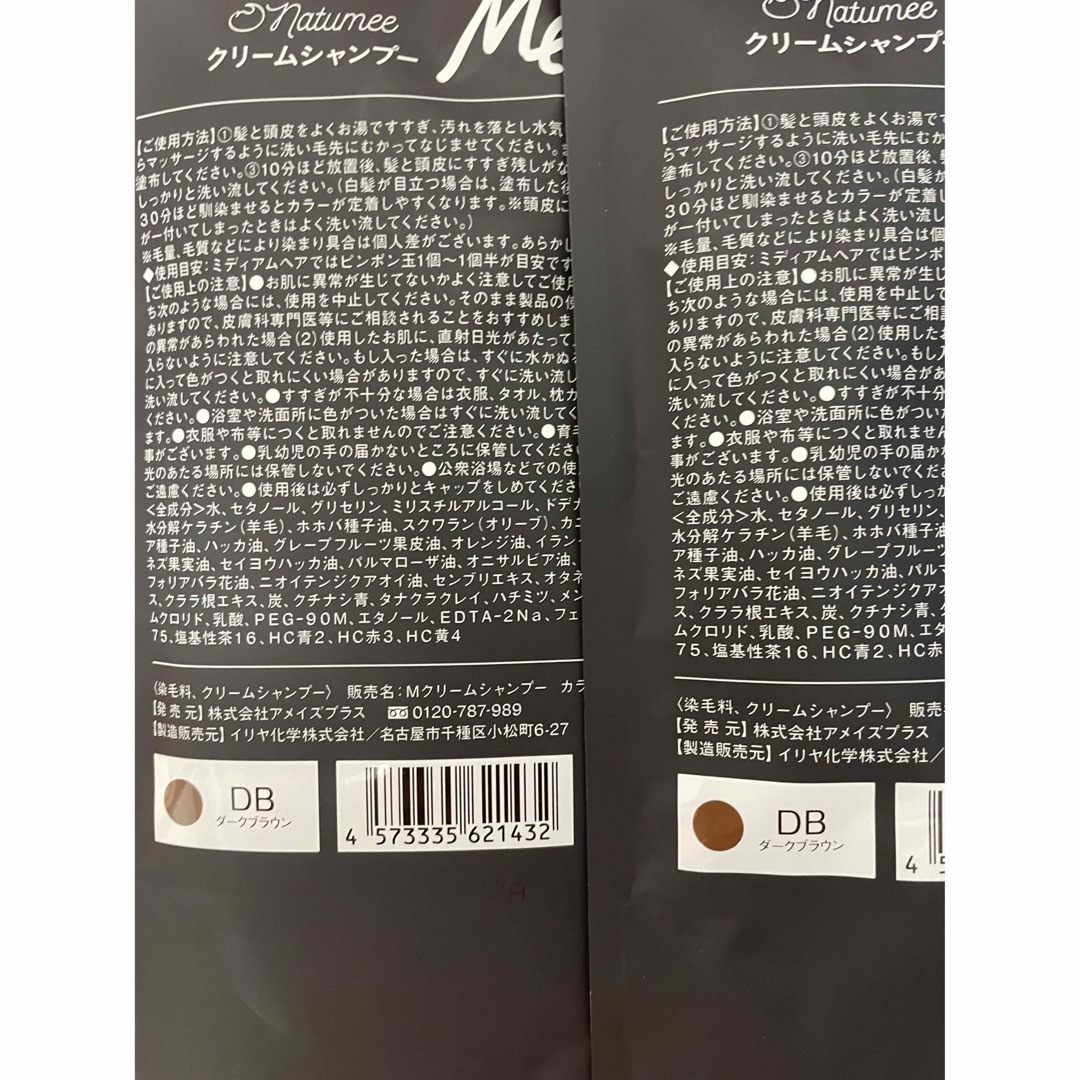 Natumee
クリームシャンプー
Me
【ご使用方法】①髪と頭皮をよくお湯ですすぎ、汚れを落とし水気
らマッサージするように洗い毛先にむかってなじませてください。
塗布してください。③10分ほど放置後、髪と頭皮にすすぎ残しがな
しっかりと洗い流してください。(白髪が目立つ場合は、塗布した後
30分ほど馴染ませるとカラーが定着しやすくなります。※頭皮に
が一付いてしまったときはよく洗い流してください。)
※毛量、毛質などにより染まり具合は個人差がございます。あらかし
◆使用目安:ミディアムヘアではピンポン玉1個〜1個半が目安です
【ご使用上の注意】●お肌に異常が生じてないかよく注意してご使
ち次のような場合には、使用を中止してください。そのまま製品の使
ありますので、皮膚科専門医等にご相談されることをおすすめしま
の異常があらわれた場合(2)使用したお肌に、直射日光があたって
入らないように注意してください。もし入った場合は、すぐに水かぬ
に入って色がつくと取れにくい場合がありますので、すぐに洗い流し
洗い流してください。●すすぎが不十分な場合は衣服、タオル、枕カ
ください。●浴室や洗面所に色がついた場合はすぐに洗い流して
ます。●衣服や布等につくと取れませんのでご注意ください。●育
事がございます。●乳幼児の手の届かないところに保管してくださ
光のあたる場所には保管しないでください。●公衆浴場などでの使
ご遠慮ください。●使用後は必ずしっかりとキャップをしめてくださ
<全成分>水、セタノール、グリセリン、ミリスチルアルコール、ドデカ
水分解ケラチン(羊毛)、ホホバ種子油、スクワラン(オリーブ)、カニ
ア種子油、ハッカ油、グレープフルーツ果皮油、オレンジ油、イラン
ネズ果実油、セイヨウハッカ油、パルマローザ油、オニサルビア油、
フォリアバラ花油、ニオイテンジクアオイ油、センブリエキス、オタネ
ス、クララ根エキス、炭、クチナシ青、タナクラクレイ、ハチミツ、メン
ムクロリド、乳酸、PEG-90M、エタノール、EDTA-2Na、フェ
75、塩基性茶16、HC青2、HC赤3、HC黄4
〈染毛料、クリームシャンプー〉 販売名:Mクリームシャンプー カラ
【発売元】株式会社アメイズプラス 0120-787-989
【製造販売元】イリヤ化学株式会社/名古屋市千種区小松町6-27
DB
ダークブラウン
4 573335 621432
Natumee
クリームシャンプー
【ご使用方法】①髪と頭皮をよくお湯です
らマッサージするように洗い毛先にむか
塗布してください。③10分ほど放置後、
しっかりと洗い流してください。(白髪が
30分ほど馴染ませるとカラーが定着し
が一付いてしまったときはよく洗い流し
※毛量、毛質などにより染まり具合は個
◆使用目安:ミディアムヘアではピンポ
【ご使用上の注意】●お肌に異常が生じ
ち次のような場合には、使用を中止して
ありますので、皮膚科専門医等にご相談
の異常があらわれた場合(2)使用した
入らないように注意してください。もし入
に入って色がつくと取れにくい場合があ
洗い流してください。●すすぎが不十分
ください。●浴室や洗面所に色がついた
ます。●衣服や布等につくと取れません
事がございます。●乳幼児の手の届か
光のあたる場所には保管しないでくださ
ご遠慮ください。●使用後は必ずしっか
<全成分>水、セタノール、グリセリン、
水分解ケラチン(羊毛)、ホホバ種子油
ア種子油、ハッカ油、グレープフルーツ
ネズ果実油、セイヨウハッカ油、パルマ
フォリアバラ花油、ニオイテンジクアオ
ス、クララ根エキス、炭、クチナシ青、
ムクロリド、乳酸、PEG-90M、エタ
75、塩基性茶16、HC青2、HC赤
〈染毛料、クリームシャンプー〉 販売
【発売元】株式会社アメイズプラス
【製造販売元】イリヤ化学株式会社/
DB
ダークブラウン
4